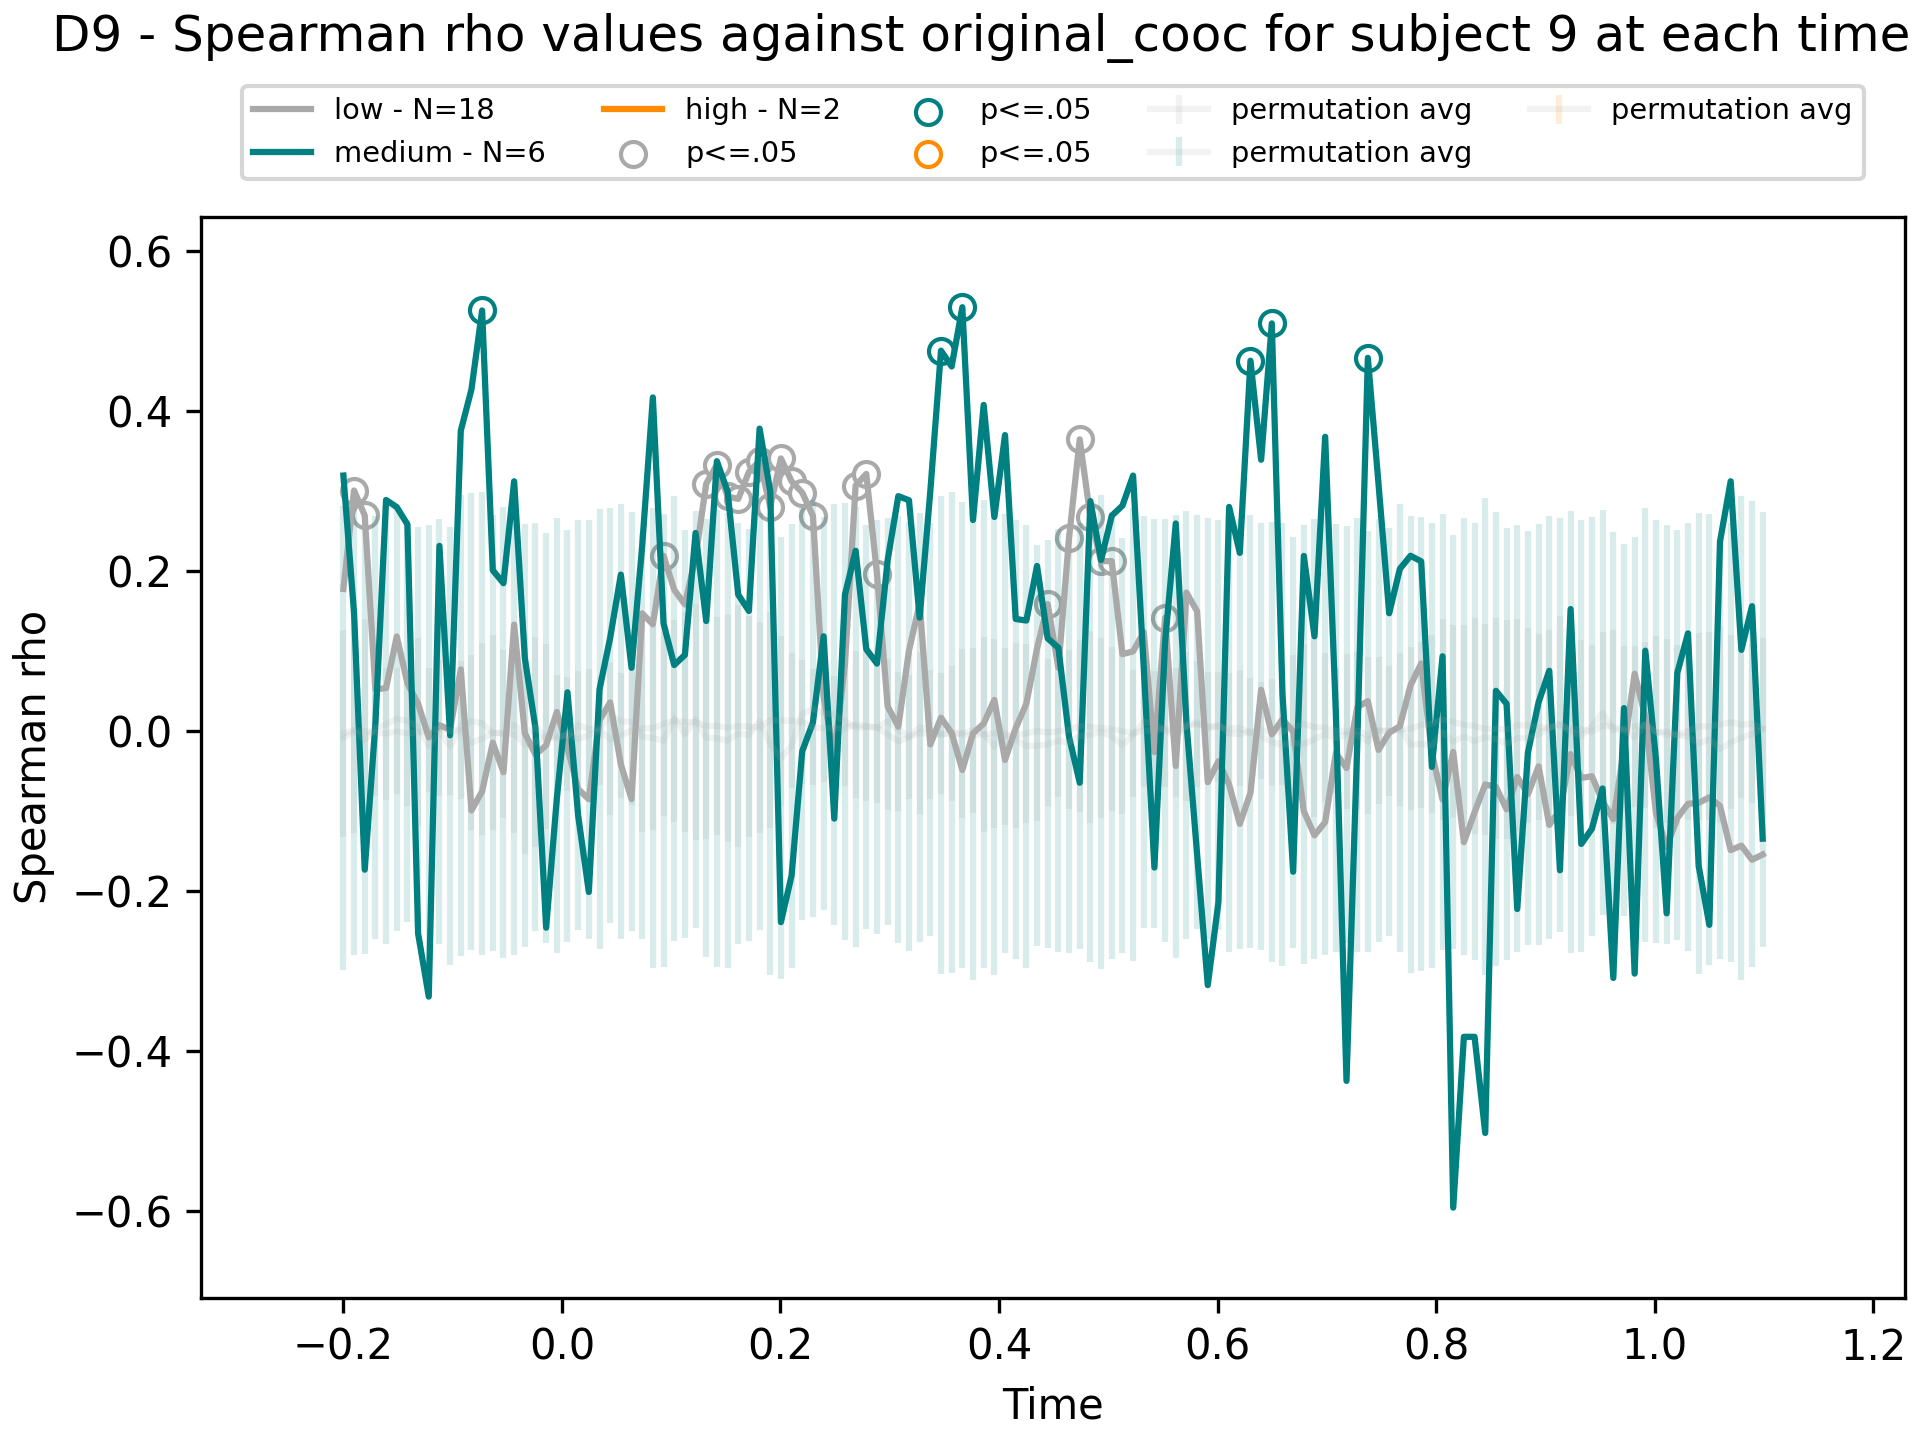 D9 - Spearman rho values against original_cooc for subject 9 at each time
low - N=18
medium - N=6
high - N=2
p<=.05
p<=.05
p<=.05
permutation avg
permutation avg
permutation avg
0.6
0.4
0.2
0.0
−0.2
−0.4
−0.6
Spearman rho
−0.2 0.0 0.2 0.4 0.6 0.8 1.0 1.2
Time